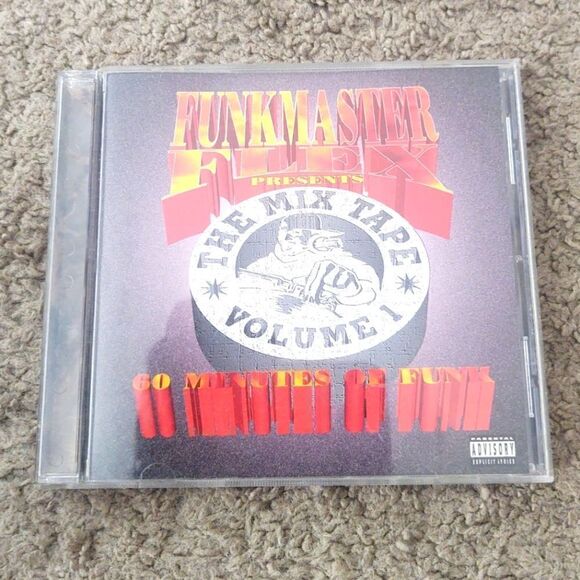 FUNKMASTER
FLEX
PRESENTS
THE MIX TAPE
VOLUME 1
60 MINUTES OF FUNK
PARENTAL
ADVISORY
EXPLICIT LYRICS